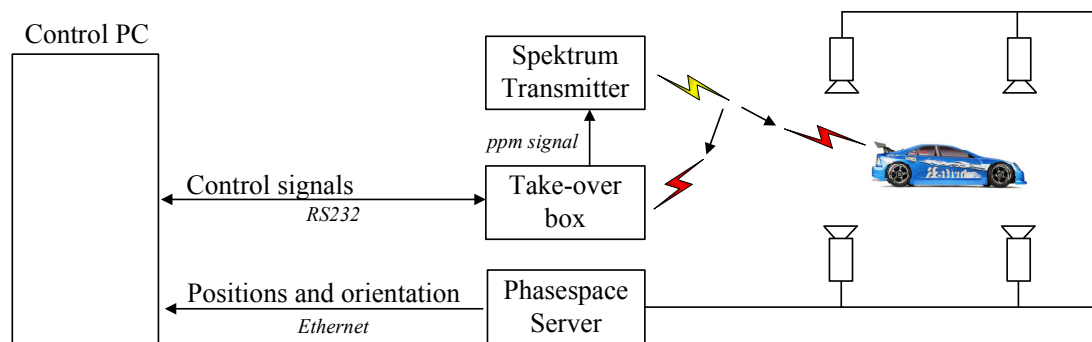 Control PC
Spektrum
Transmitter
ppm signal
Control signals
RS232
Take-over
box
Positions and orientation
Ethernet
Phasespace
Server